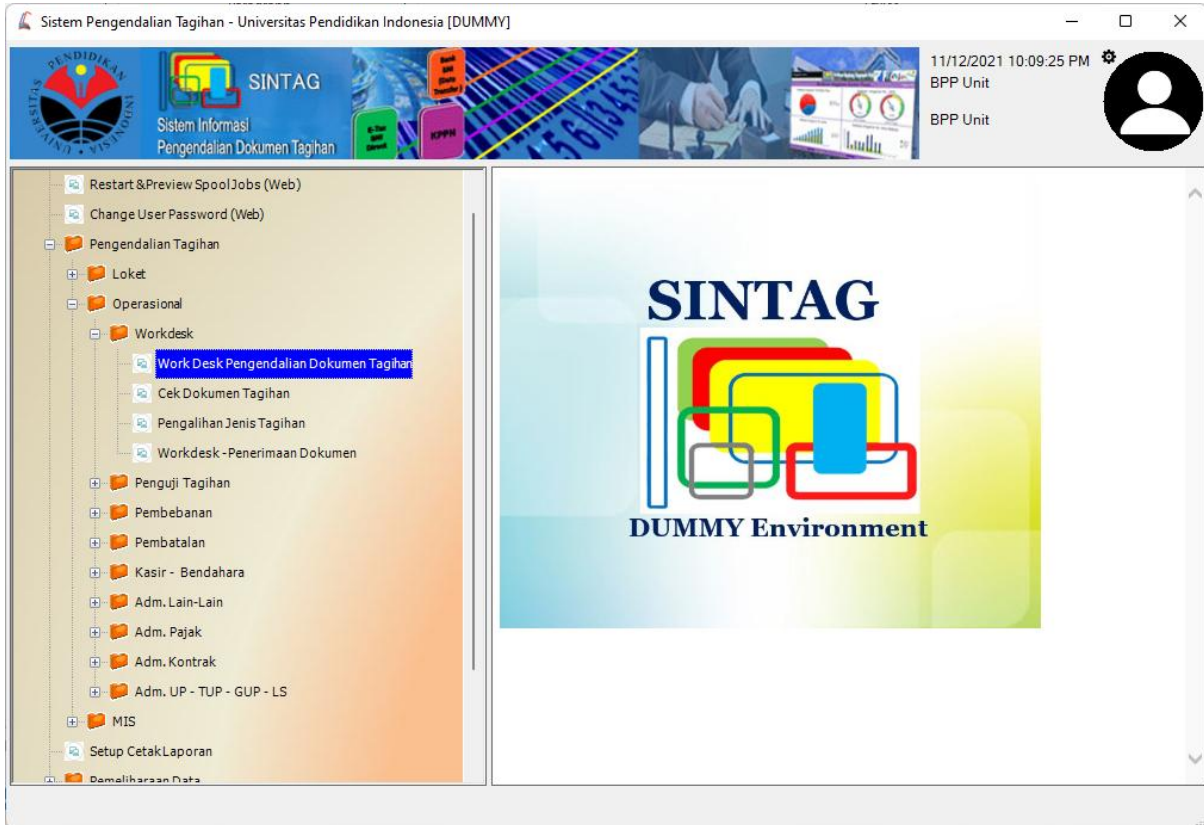 Sistem Pengendalian Tagihan - Universitas Pendidikan Indonesia [DUMMY]
UNIVERSITAS PENDIDIKAN INDONESIA
SINTAG
Sistem Informasi
Pengendalian Dokumen Tagihan
KPPN
11/12/2021 10:09:25 PM
BPP Unit
BPP Unit
Restart &Preview Spool Jobs (Web)
Change User Password (Web)
Pengendalian Tagihan
Loket
Operasional
Workdesk
Work Desk Pengendalian Dokumen Tagihan
Cek Dokumen Tagihan
Pengalihan Jenis Tagihan
Workdesk - Penerimaan Dokumen
Penguji Tagihan
Pembebanan
Pembatalan
Kasir - Bendahara
Adm. Lain-Lain
Adm. Pajak
Adm. Kontrak
Adm. UP - TUP - GUP - LS
MIS
Setup Cetak Laporan
Pemeliharaan Data
SINTAG
DUMMY Environment